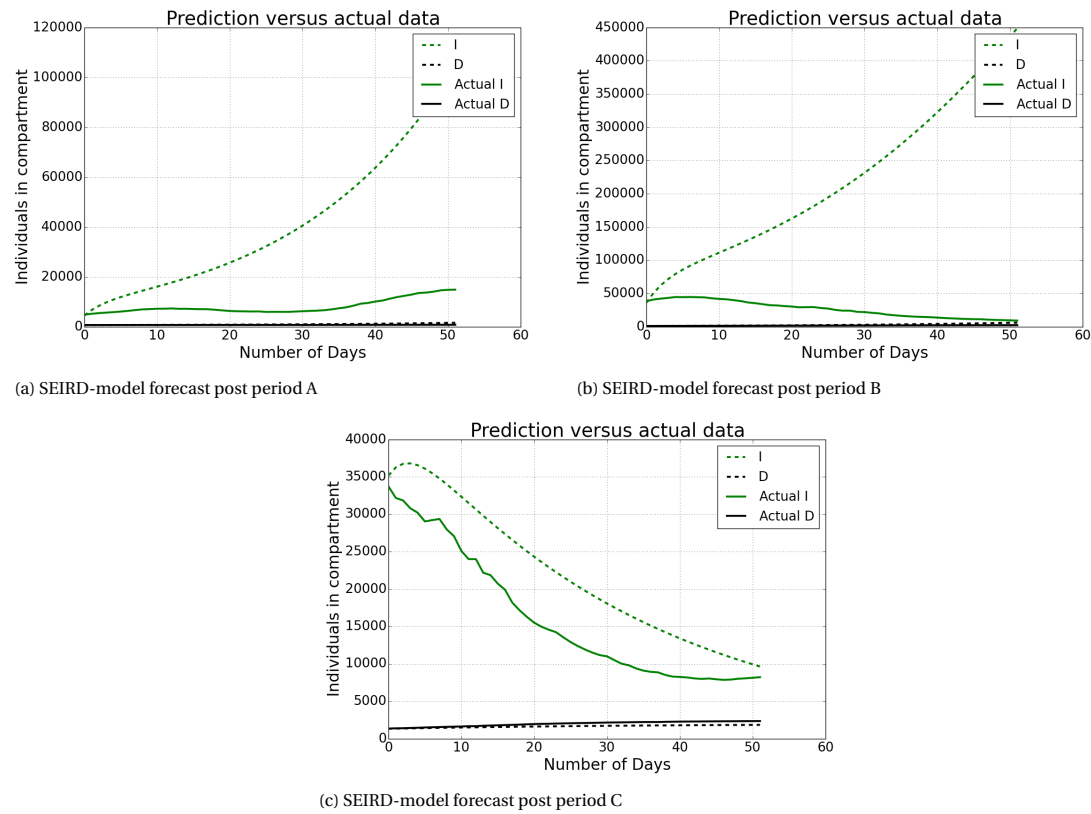 Prediction versus actual data
120000
100000
80000
60000
40000
20000
0
Individuals in compartment
0 10 20 30 40 50 60
Number of Days
I
D
Actual I
Actual D
(a) SEIRD-model forecast post period A
Prediction versus actual data
450000
400000
350000
300000
250000
200000
150000
100000
50000
0
Individuals in compartment
0 10 20 30 40 50 60
Number of Days
I
D
Actual I
Actual D
(b) SEIRD-model forecast post period B
Prediction versus actual data
40000
35000
30000
25000
20000
15000
10000
5000
0
Individuals in compartment
0 10 20 30 40 50 60
Number of Days
I
D
Actual I
Actual D
(c) SEIRD-model forecast post period C